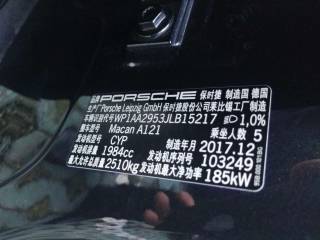 品牌 PORSCHE 保时捷 制造国 德国
生产厂 Porsche Leipzig GmbH 保时捷股份公司莱比锡工厂制造
车辆识别代号 WP1AA2953JLB15217 1,0%
整车型号 Macan A121 乘坐人数 5
发动机型号 CYP 制造年月 2017.12
发动机排量 1984cc 发动机序列号 103249
最大允许总质量 2510kg 发动机最大净功率 185kW